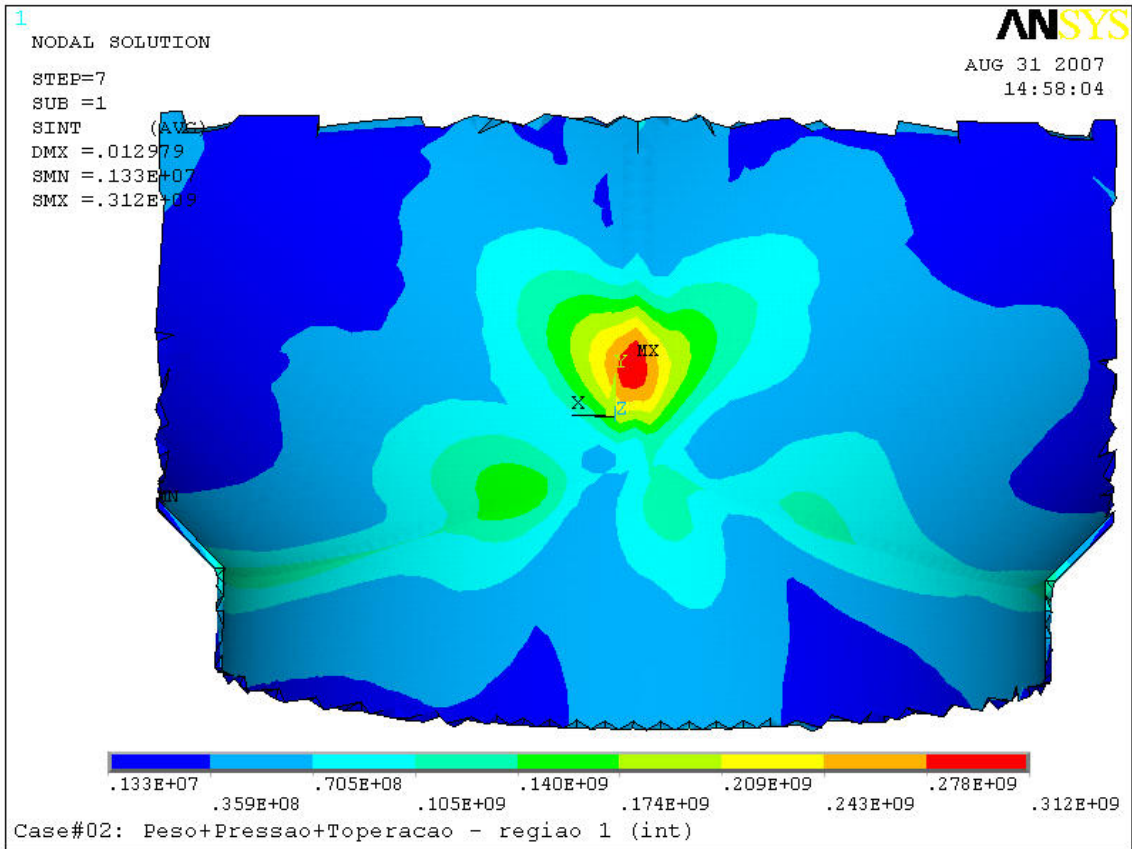 1
ANSYS
NODAL SOLUTION
AUG 31 2007
14:58:04
STEP=7
SUB =1
SINT (AVG)
DMX =.012979
SMN =.133E+07
SMX =.312E+09
MX
Y
X
Z
MN
.133E+07 .705E+08 .140E+09 .209E+09 .278E+09
.359E+08 .105E+09 .174E+09 .243E+09 .312E+09
Case#02: Peso+Pressao+Toperacao - regiao 1 (int)